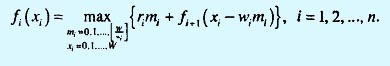 f_i(x_i) = max_{m_i=0,1,...,[W/w_i]; x_i=0,1,...,W} {r_i m_i + f_{i+1}(x_i − w_i m_i)}, i = 1, 2, ..., n.